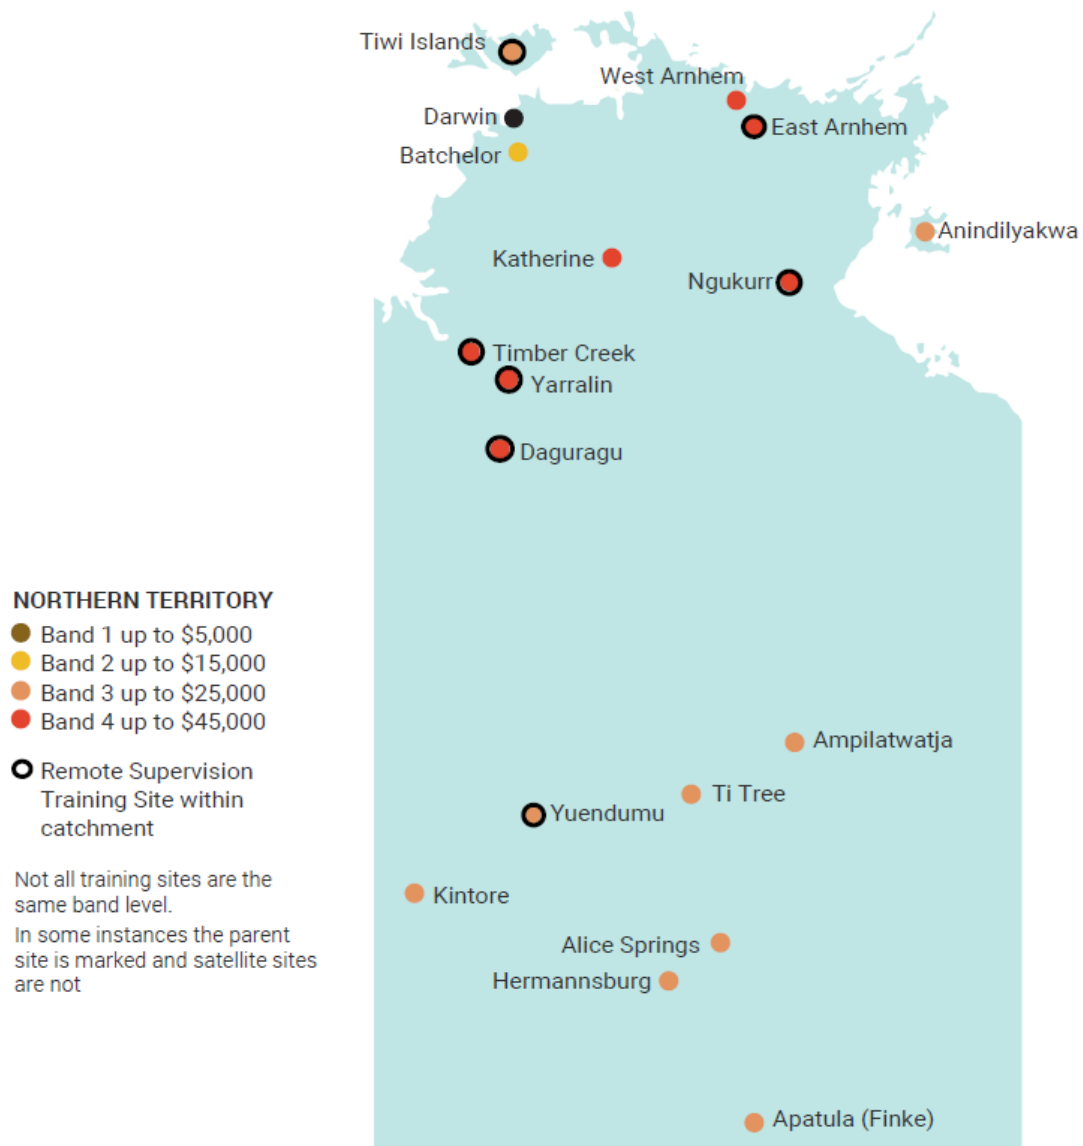 Tiwi Islands
West Arnhem
Darwin
East Arnhem
Batchelor
Anindilyakwa
Katherine
Ngukurr
Timber Creek
Yarralin
Daguragu
NORTHERN TERRITORY
Band 1 up to $5,000
Band 2 up to $15,000
Band 3 up to $25,000
Band 4 up to $45,000
Remote Supervision
Training Site within
catchment
Not all training sites are the
same band level.
In some instances the parent
site is marked and satellite sites
are not
Ampilatwatja
Ti Tree
Yuendumu
Kintore
Alice Springs
Hermannsburg
Apatula (Finke)